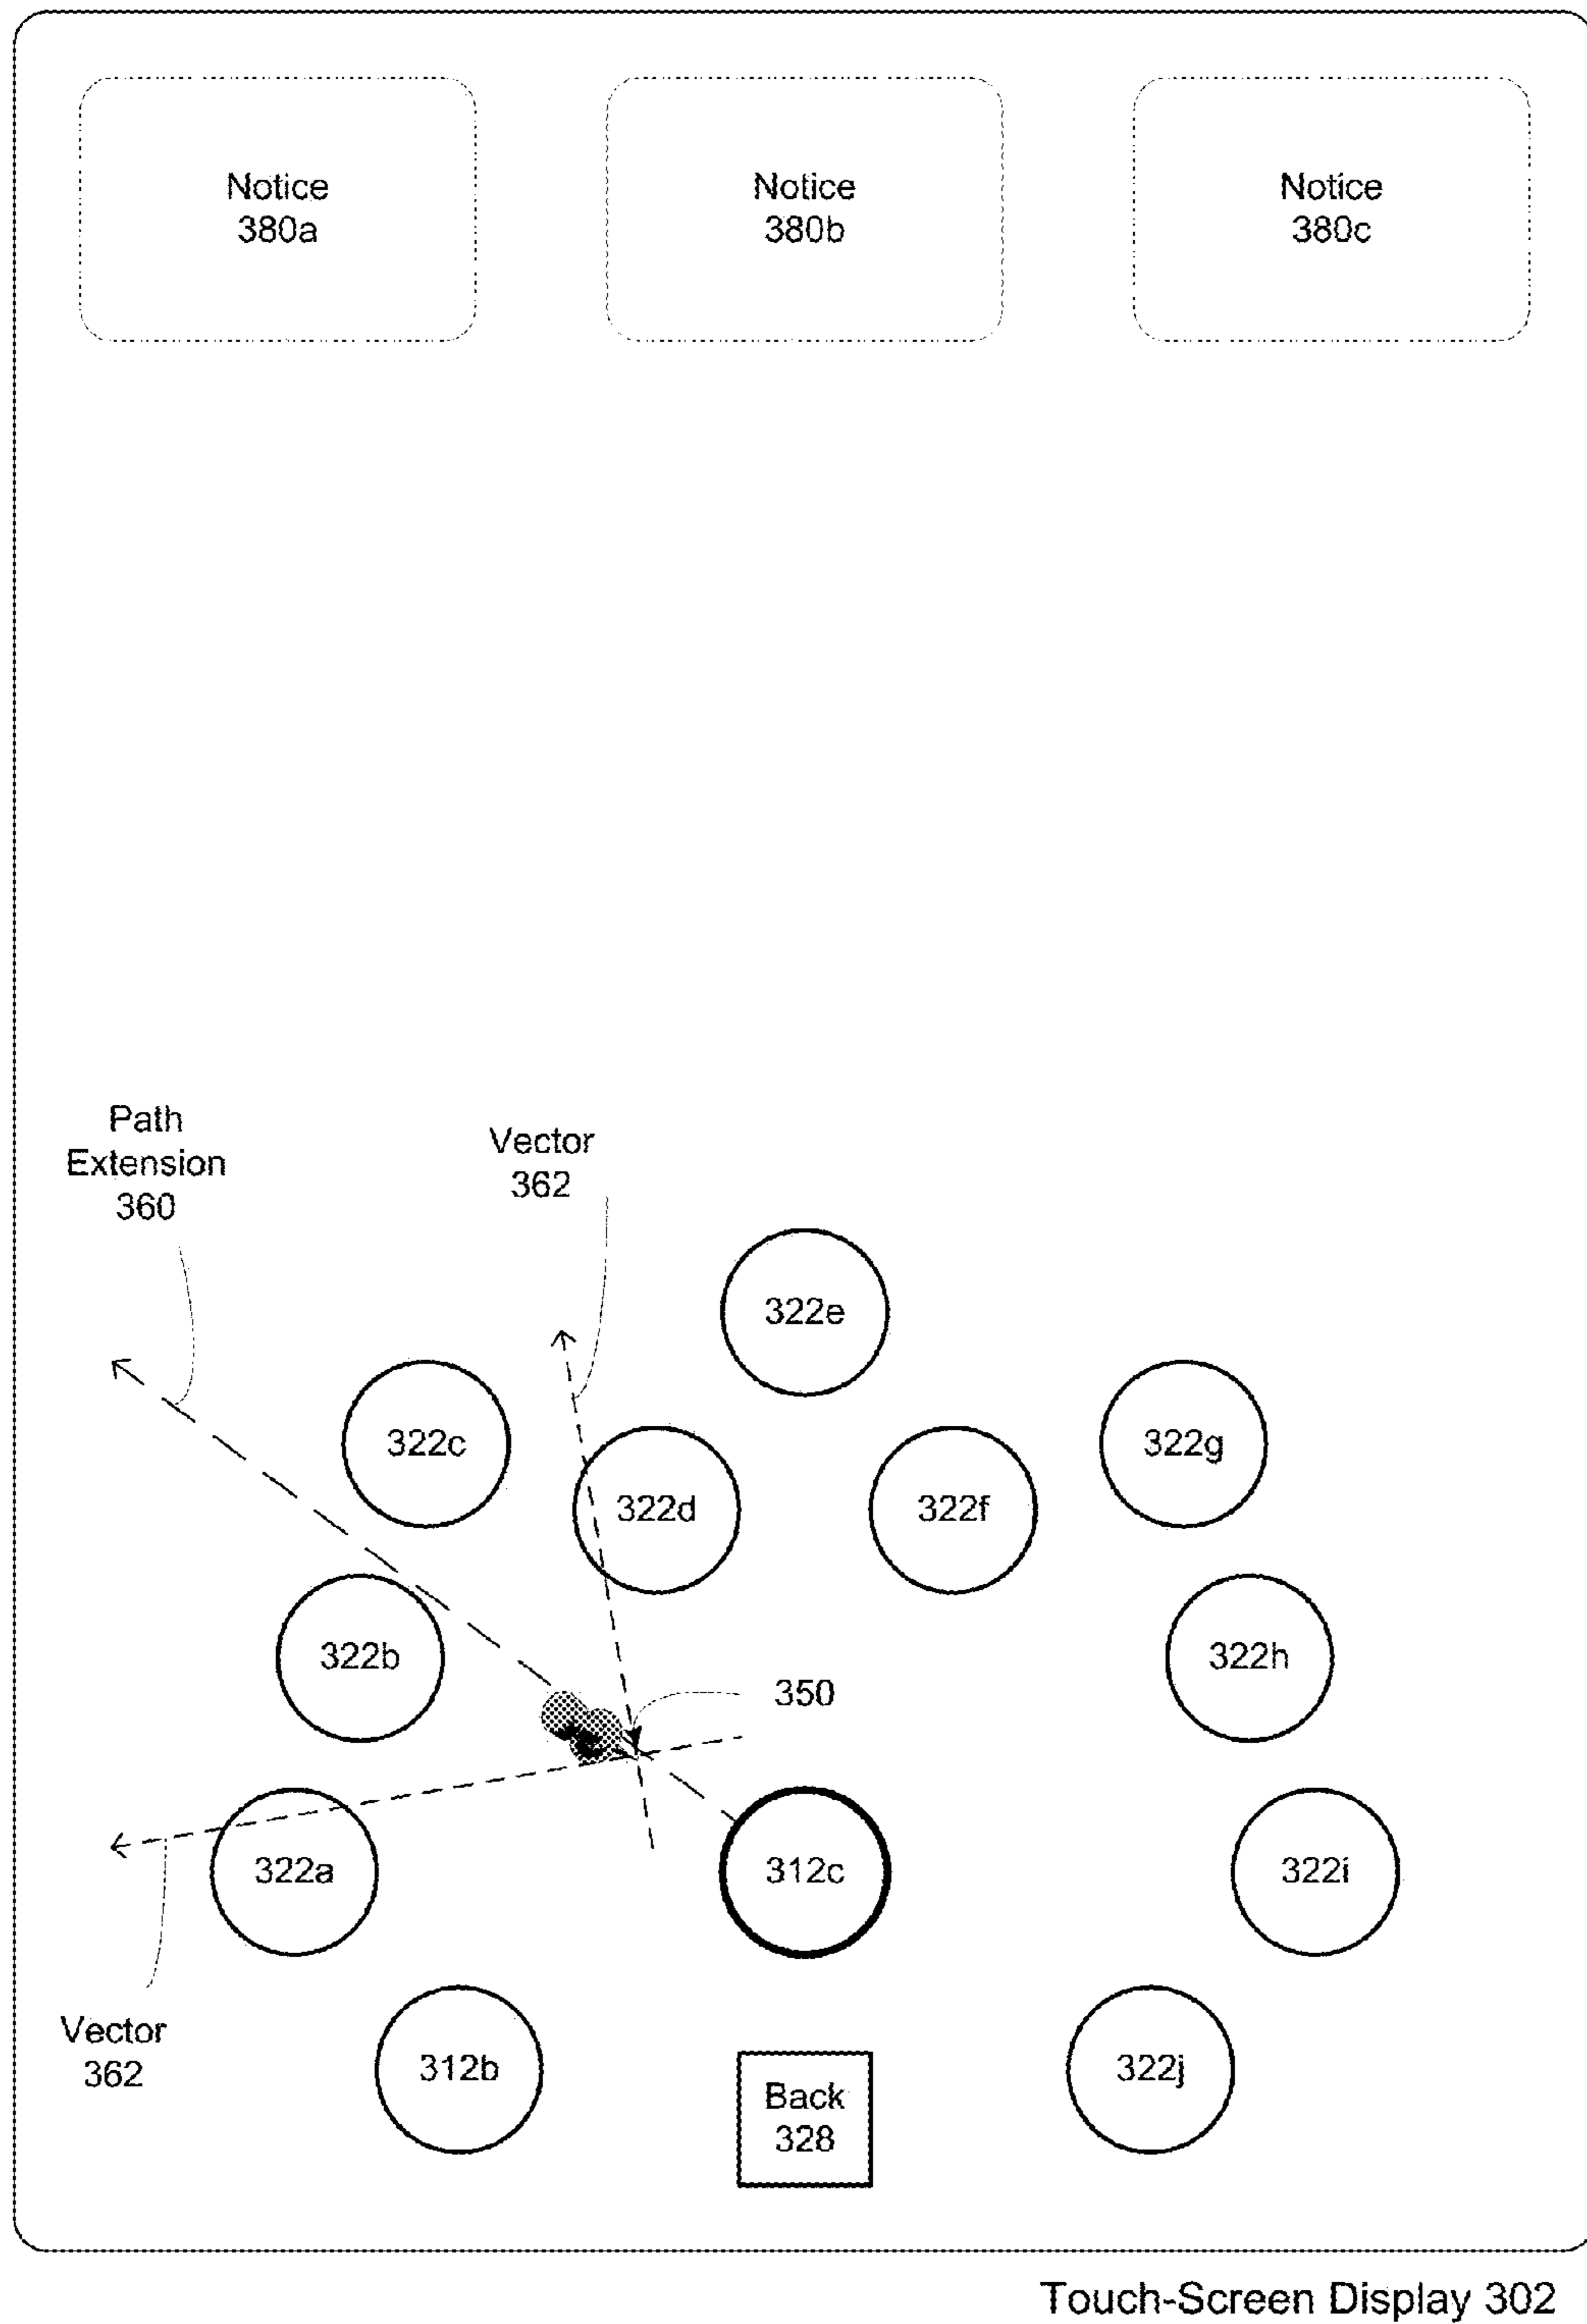 Notice
380a
Notice
380b
Notice
380c
Path
Extension
360
Vector
362
322e
322c
322g
322d
322f
322b
322h
350
322a
312c
322i
Vector
362
312b
Back
328
322j
Touch-Screen Display 302